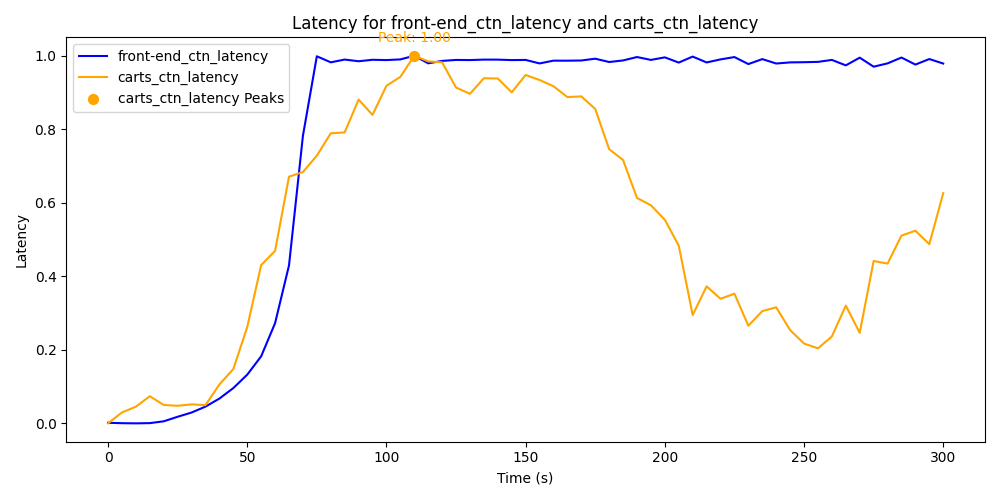 Latency for front-end_ctn_latency and carts_ctn_latency
Peak: 1.00
front-end_ctn_latency
carts_ctn_latency
carts_ctn_latency Peaks
Latency
1.0
0.8
0.6
0.4
0.2
0.0
0 50 100 150 200 250 300
Time (s)